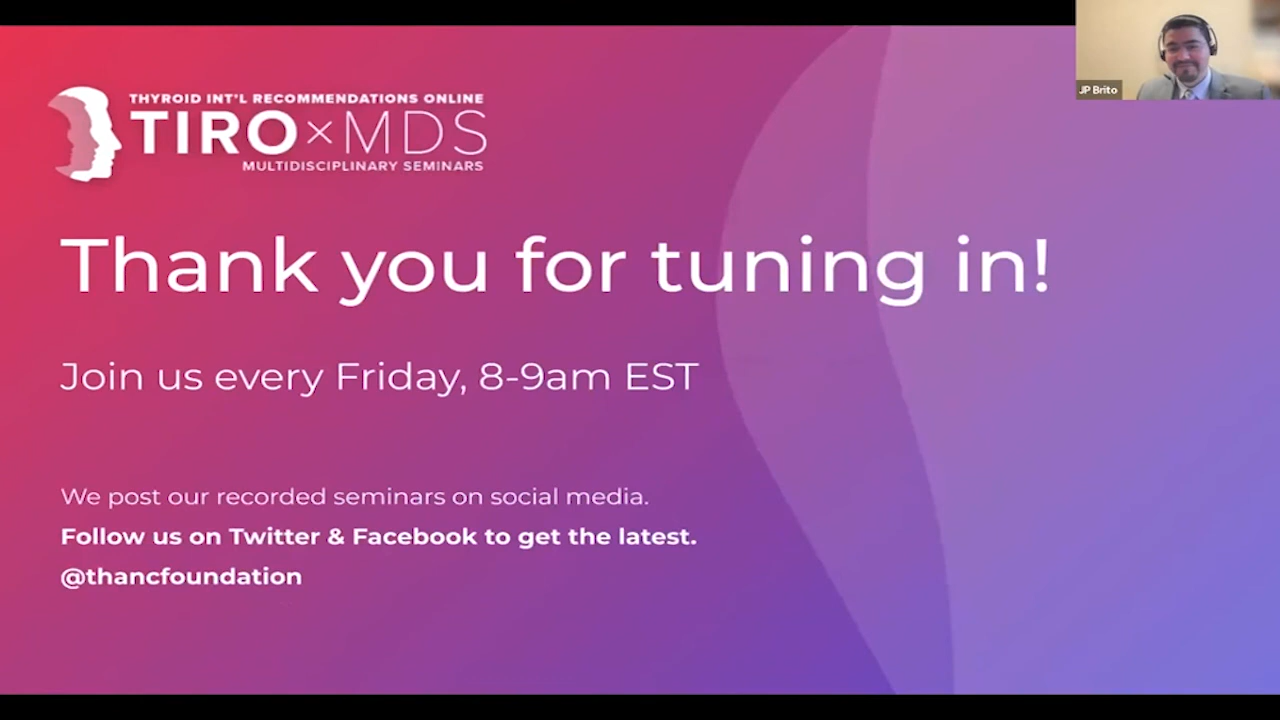 THYROID INT'L RECOMMENDATIONS ONLINE
TIRO×MDS
MULTIDISCIPLINARY SEMINARS
Thank you for tuning in!
Join us every Friday, 8-9am EST
We post our recorded seminars on social media.
Follow us on Twitter & Facebook to get the latest.
@thancfoundation
JP Brito